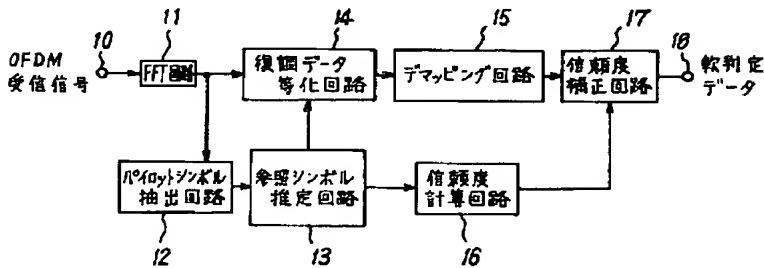 OFDM
受信信号
10
11
FFT回路
14
復調データ
等化回路
15
デマッピング回路
17
信頼度
補正回路
18
軟判定
データ
パイロットシンボル
抽出回路
12
参照シンボル
推定回路
13
信頼度
計算回路
16